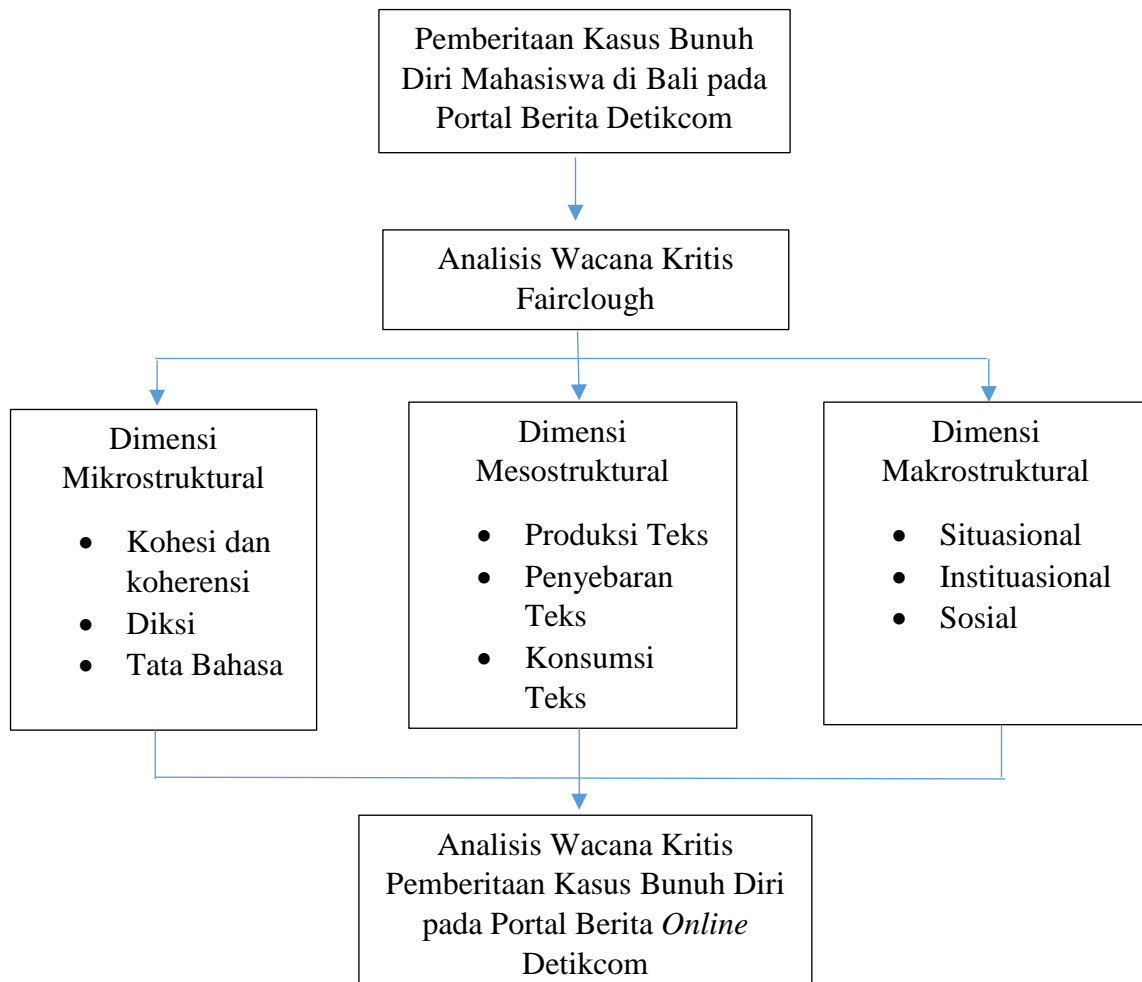 Pemberitaan Kasus Bunuh
Diri Mahasiswa di Bali pada
Portal Berita Detikcom
Analisis Wacana Kritis
Fairclough
Dimensi
Mikrostruktural
• Kohesi dan
koherensi
• Diksi
• Tata Bahasa
Dimensi
Mesostruktural
• Produksi Teks
• Penyebaran
Teks
• Konsumsi
Teks
Dimensi
Makrostruktural
• Situasional
• Instituasional
• Sosial
Analisis Wacana Kritis
Pemberitaan Kasus Bunuh Diri
pada Portal Berita Online
Detikcom